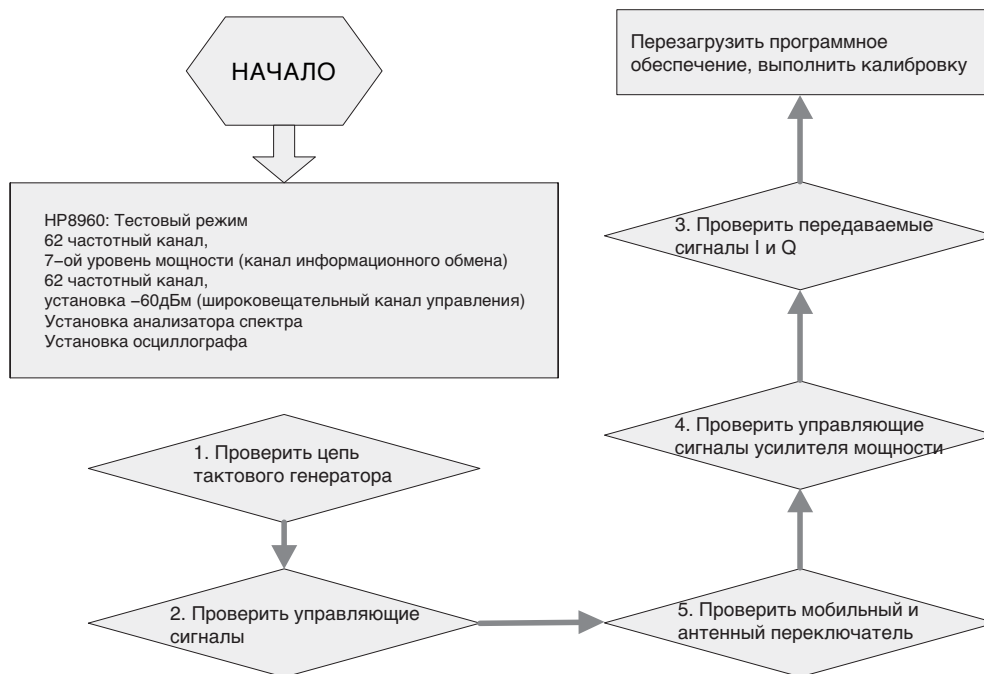 НАЧАЛО
HP8960: Тестовый режим
62 частотный канал,
7–ой уровень мощности (канал информационного обмена)
62 частотный канал,
установка –60дБм (широковещательный канал управления)
Установка анализатора спектра
Установка осциллографа
1. Проверить цепь
тактового генератора
2. Проверить управляющие
сигналы
5. Проверить мобильный и
антенный переключатель
4. Проверить управляющие
сигналы усилителя мощности
3. Проверить передаваемые
сигналы I и Q
Перезагрузить программное
обеспечение, выполнить калибровку